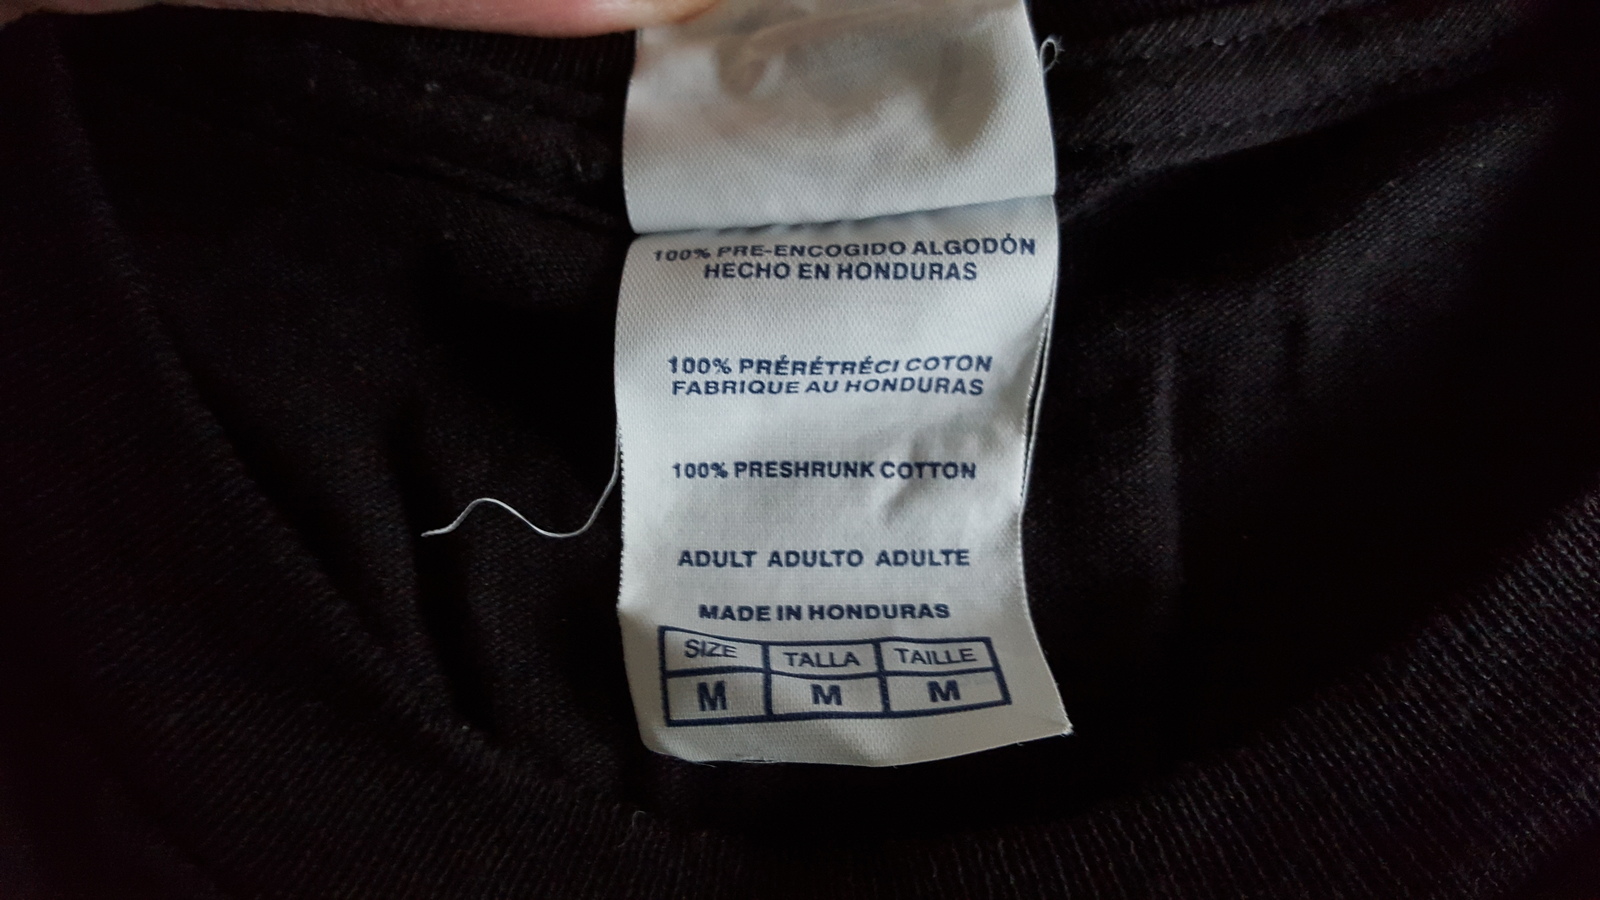 100% PRE-ENCOGIDO ALGODÓN
HECHO EN HONDURAS
100% PRÉRÉTRÉCI COTON
FABRIQUE AU HONDURAS
100% PRESHRUNK COTTON
ADULT ADULTO ADULTE
MADE IN HONDURAS
SIZE TALLA TAILLE
M M M